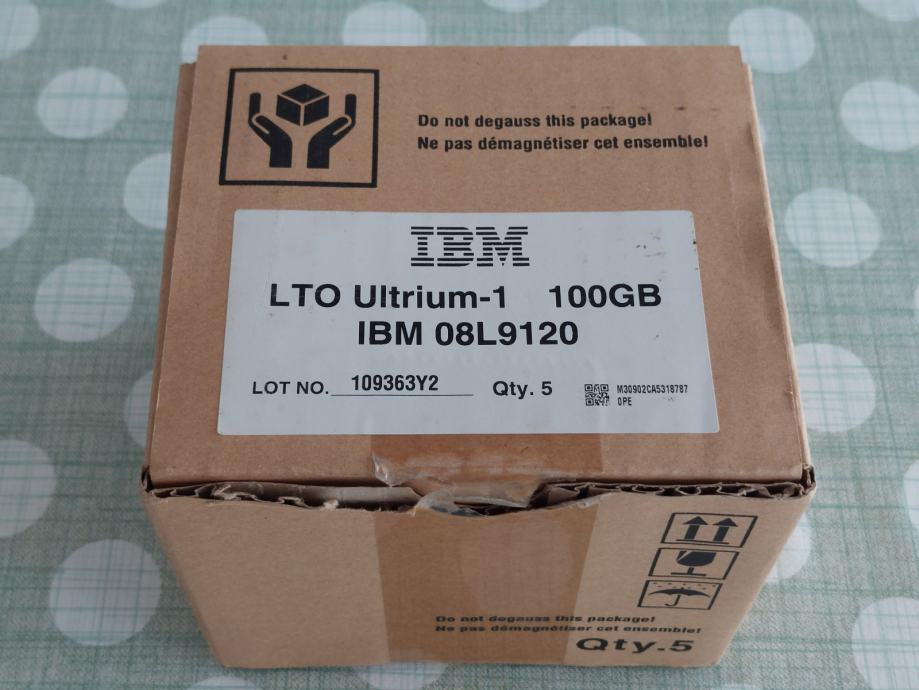 Do not degauss this package!
Ne pas démagnétiser cet ensemble!
IBM
LTO Ultrium-1 100GB
IBM 08L9120
LOT NO. 109363Y2 Qty. 5 M30902CA5318787
0PE
Do not degauss this package!
Ne pas démagnétiser cet ensemble!
Qty.5